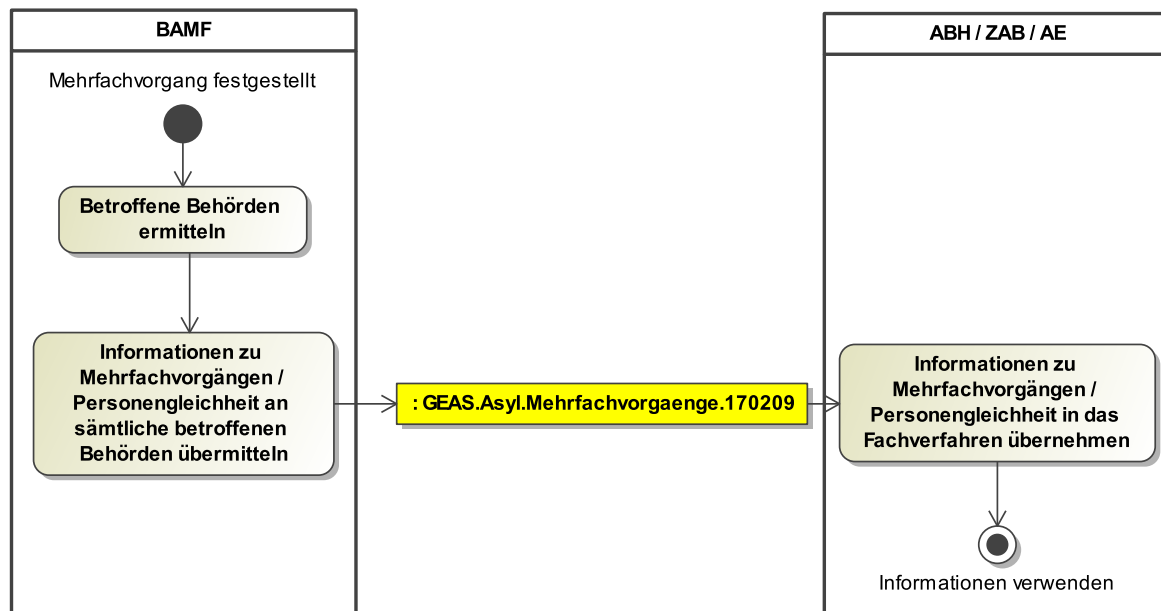 BAMF
Mehrfachvorgang festgestellt
Betroffene Behörden
ermitteln
Informationen zu
Mehrfachvorgängen /
Personengleichheit an
sämtliche betroffenen
Behörden übermitteln
: GEAS.Asyl.Mehrfachvorgaenge.170209
ABH / ZAB / AE
Informationen zu
Mehrfachvorgängen /
Personengleichheit in das
Fachverfahren übernehmen
Informationen verwenden